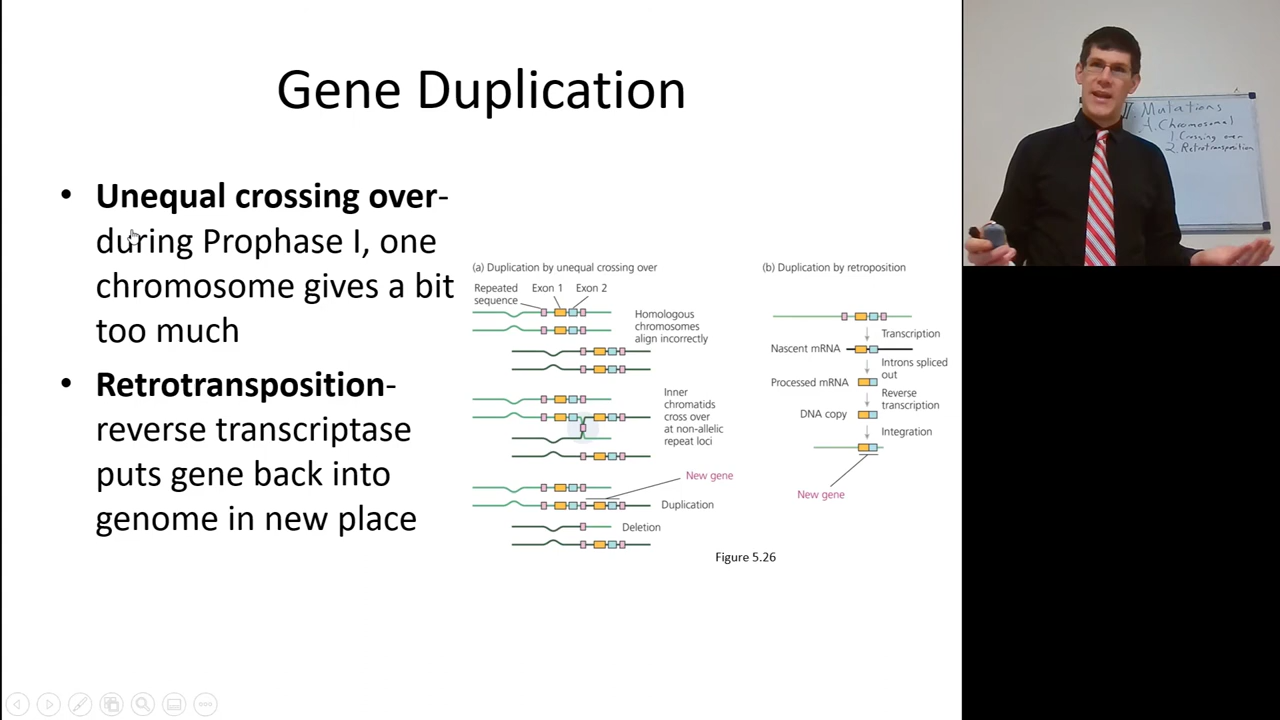 Gene Duplication
• Unequal crossing over-
during Prophase I, one
chromosome gives a bit
too much
• Retrotransposition-
reverse transcriptase
puts gene back into
genome in new place
(a) Duplication by unequal crossing over
Repeated
sequence
Exon 1
Exon 2
Homologous
chromosomes
align incorrectly
Inner
chromatids
cross over
at non-allelic
repeat loci
New gene
Duplication
Deletion
(b) Duplication by retroposition
Transcription
Nascent mRNA
Introns spliced
out
Processed mRNA
Reverse
transcription
DNA copy
Integration
New gene
Figure 5.26
Mutations
A. Chromosomal
1. Crossing over
2. Retrotransposition